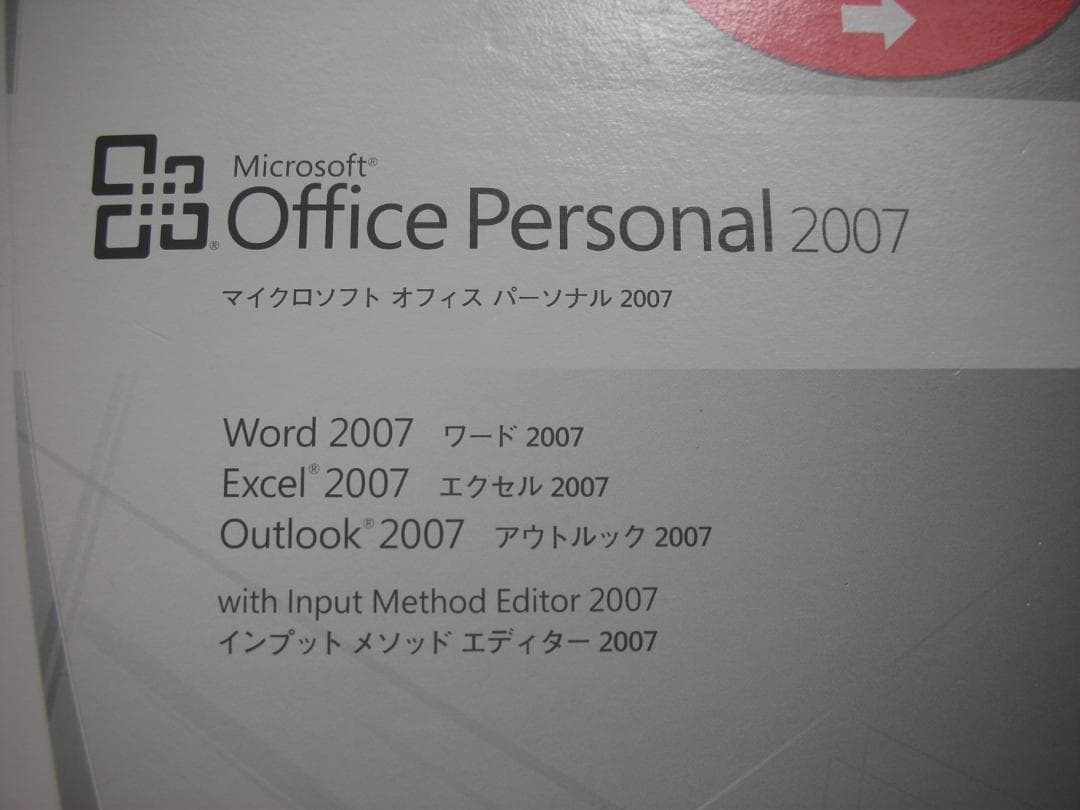 Microsoft®
Office Personal 2007
マイクロソフト オフィス パーソナル 2007
Word 2007 ワード 2007
Excel® 2007 エクセル 2007
Outlook® 2007 アウトルック 2007
with Input Method Editor 2007
インプット メソッド エディター 2007